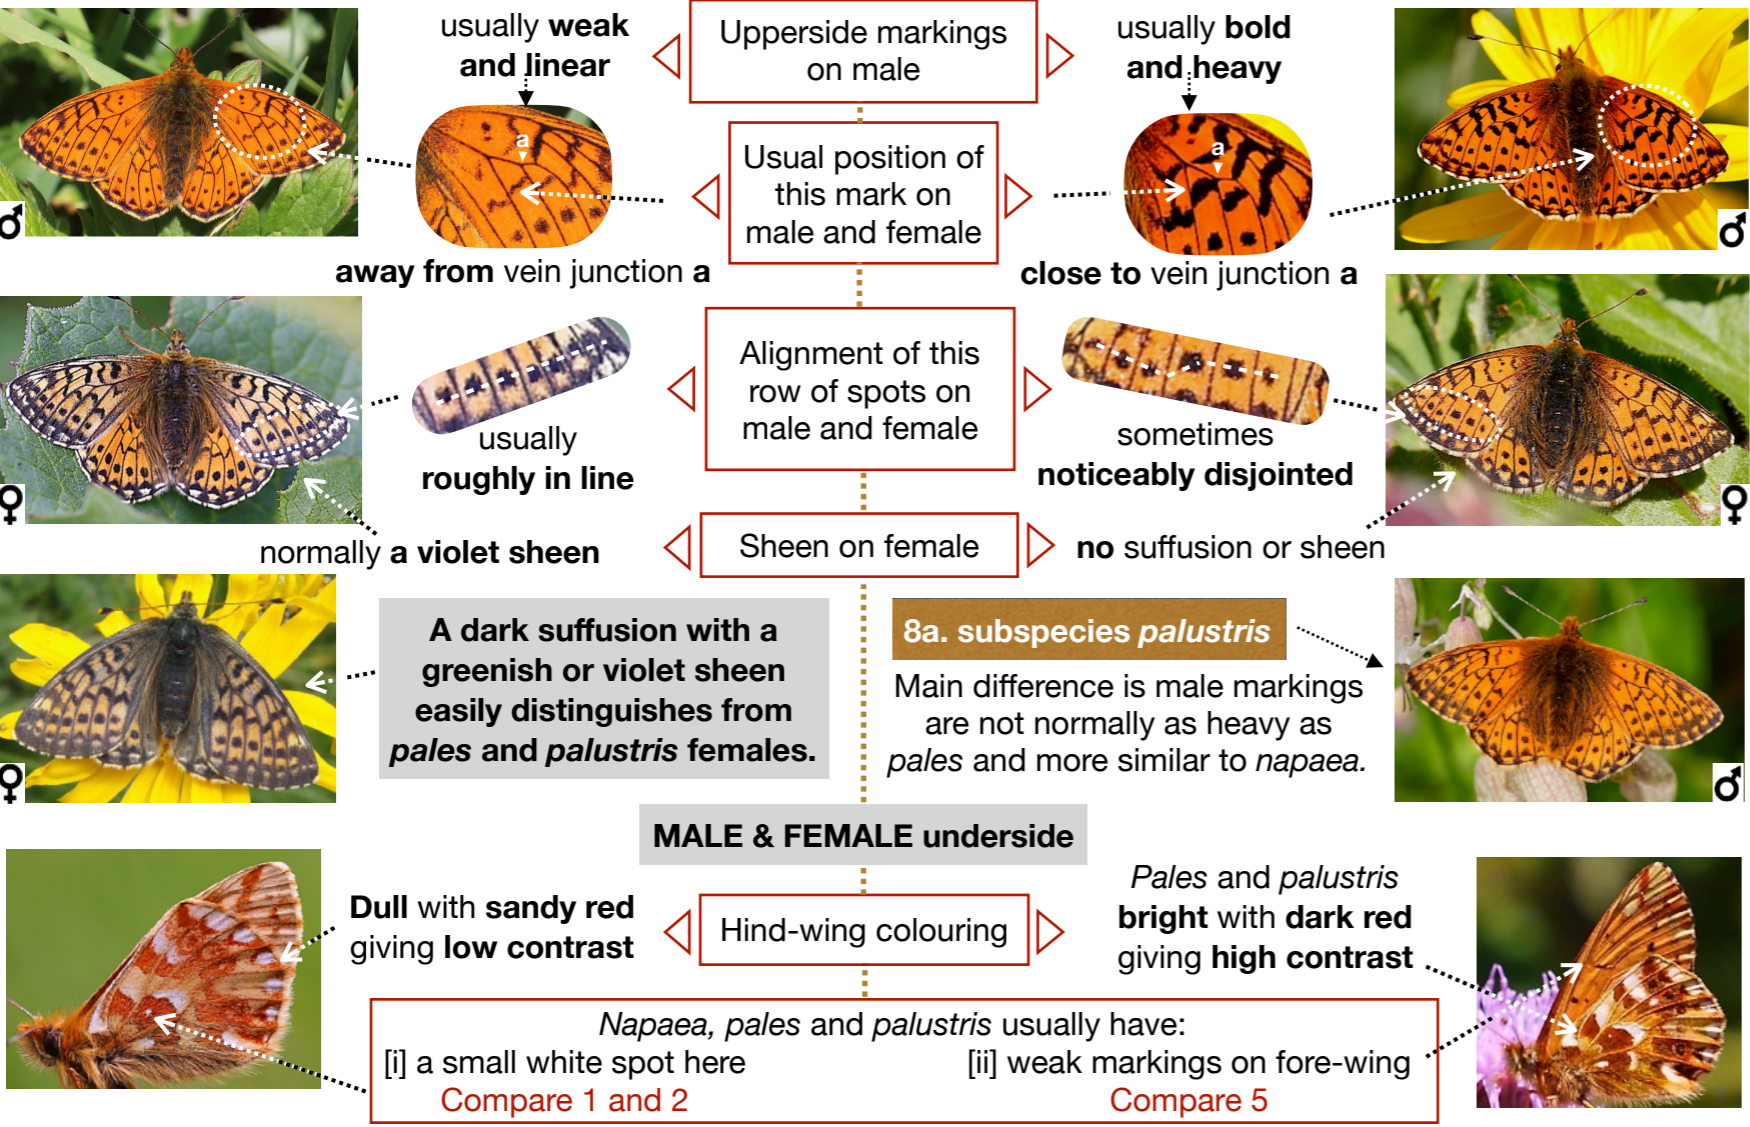 usually weak
and linear
Upperside markings
on male
usually bold
and heavy
a
Usual position of
this mark on
male and female
a
away from vein junction a
close to vein junction a
♂
♂
Alignment of this
row of spots on
male and female
usually
roughly in line
sometimes
noticeably disjointed
♀
♀
normally a violet sheen
Sheen on female
no suffusion or sheen
A dark suffusion with a
greenish or violet sheen
easily distinguishes from
pales and palustris females.
8a. subspecies palustris
Main difference is male markings
are not normally as heavy as
pales and more similar to napaea.
♀
♂
MALE & FEMALE underside
Dull with sandy red
giving low contrast
Hind-wing colouring
Pales and palustris
bright with dark red
giving high contrast
Napaea, pales and palustris usually have:
[i] a small white spot here
[ii] weak markings on fore-wing
Compare 1 and 2
Compare 5